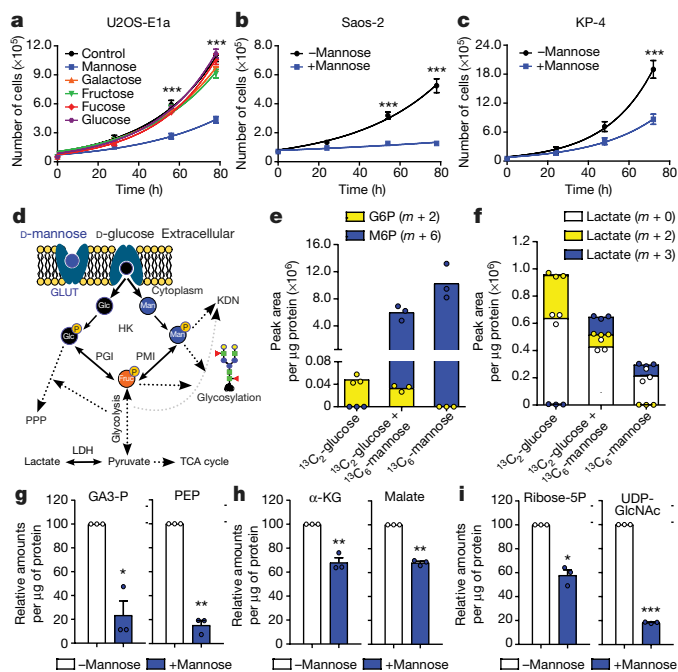 a U2OS-E1a
Number of cells (×10⁵)
12.0
9.0
6.0
3.0
0
Control
Mannose
Galactose
Fructose
Fucose
Glucose
***
***
0 20 40 60 80
Time (h)
b Saos-2
Number of cells (×10⁵)
8.0
6.0
4.0
2.0
0
–Mannose
+Mannose
***
***
0 20 40 60 80
Time (h)
c KP-4
Number of cells (×10⁵)
24.0
18.0
12.0
6.0
0
–Mannose
+Mannose
***
0 20 40 60 80
Time (h)
d
D-mannose D-glucose Extracellular
GLUT
Cytoplasm
KDN
Glc Man
HK
P P
Glc Man
PGI PMI
P
Fruc
Glycosylation
PPP
Glycolysis
LDH
Lactate Pyruvate TCA cycle
e
G6P (m + 2)
M6P (m + 6)
Peak area
per µg protein (×10⁶)
16.0
12.0
8.0
4.0
0.08
0.04
0
¹³C₂-glucose
¹³C₂-glucose +
¹³C₆-mannose
¹³C₆-mannose
f
Lactate (m + 0)
Lactate (m + 2)
Lactate (m + 3)
Peak area
per µg protein (×10⁸)
1.2
0.8
0.6
0.4
0.2
0
¹³C₂-glucose
¹³C₂-glucose +
¹³C₆-mannose
¹³C₆-mannose
g
GA3-P PEP
Relative amounts
per µg of protein
120
100
80
60
40
20
0
*
**
–Mannose +Mannose
h
α-KG Malate
Relative amounts
per µg of protein
120
100
80
60
40
20
0
**
**
–Mannose +Mannose
i
Ribose-5P UDP-
GlcNAc
Relative amounts
per µg of protein
120
100
80
60
40
20
0
*
***
–Mannose +Mannose